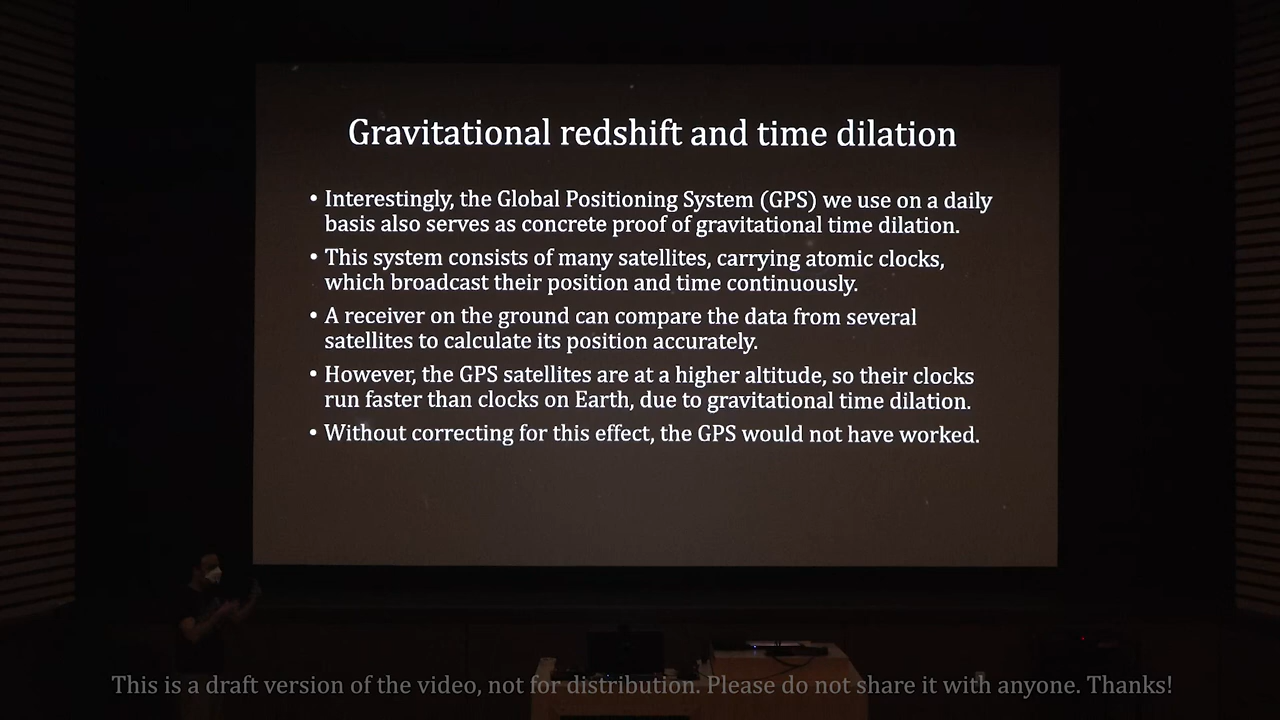 Gravitational redshift and time dilation
• Interestingly, the Global Positioning System (GPS) we use on a daily
basis also serves as concrete proof of gravitational time dilation.
• This system consists of many satellites, carrying atomic clocks,
which broadcast their position and time continuously.
• A receiver on the ground can compare the data from several
satellites to calculate its position accurately.
• However, the GPS satellites are at a higher altitude, so their clocks
run faster than clocks on Earth, due to gravitational time dilation.
• Without correcting for this effect, the GPS would not have worked.
This is a draft version of the video, not for distribution. Please do not share it with anyone. Thanks!